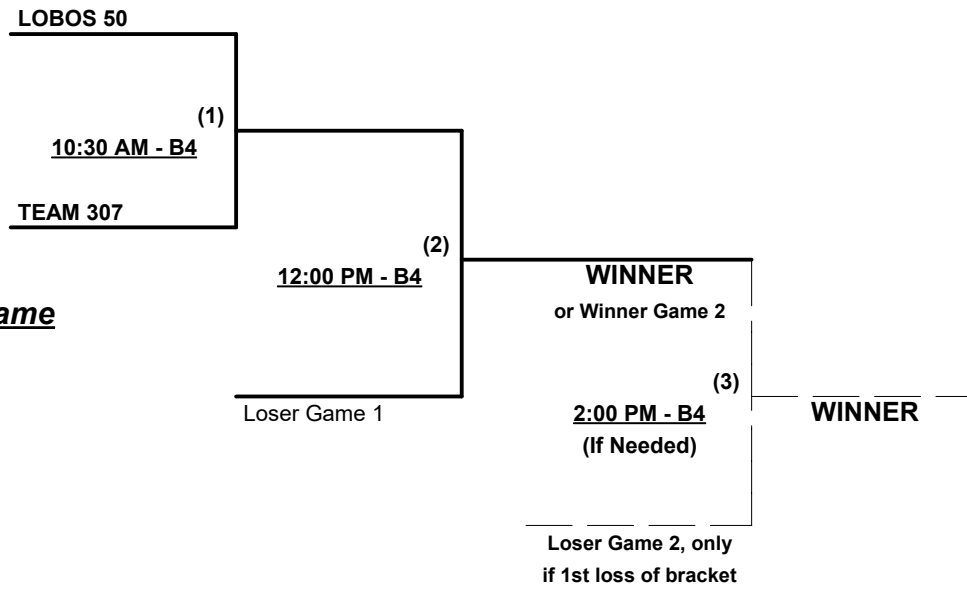 LOBOS 50
(1)
10:30 AM - B4
TEAM 307
(2)
12:00 PM - B4
WINNER
or Winner Game 2
ame
(3)
Loser Game 1
2:00 PM - B4
WINNER
(If Needed)
Loser Game 2, only
if 1st loss of bracket